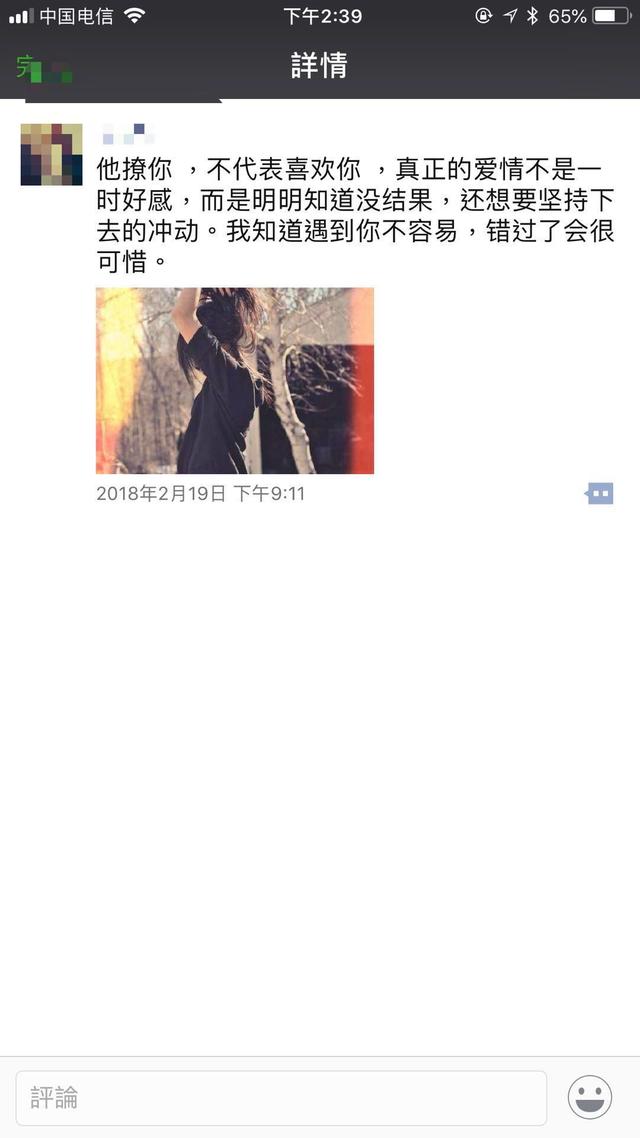 中国电信
下午2:39
65%
詳情
他撩你 ，不代表喜欢你 ，真正的爱情不是一
时好感，而是明明知道没结果，还想要坚持下
去的冲动。我知道遇到你不容易，错过了会很
可惜。
2018年2月19日 下午9:11
評論